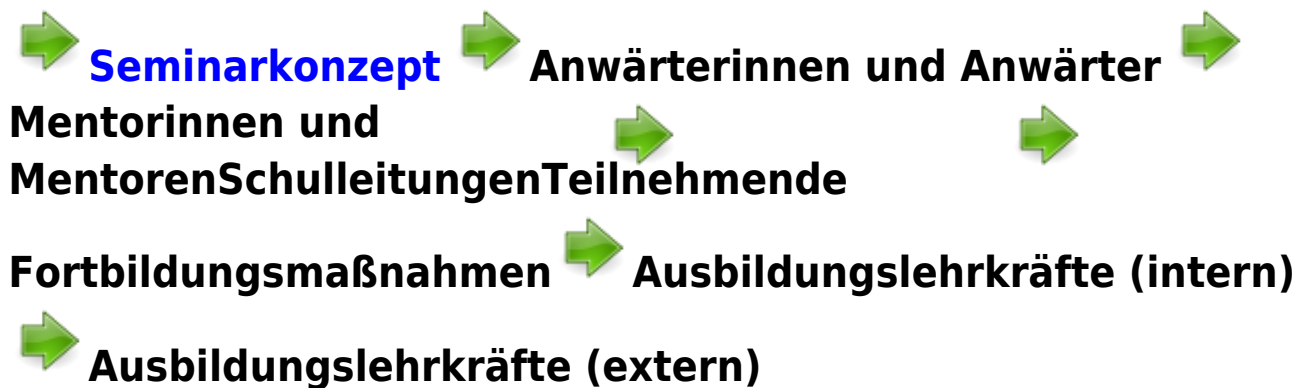 Seminarkonzept Anwärterinnen und Anwärter
Mentorinnen und
MentorenSchulleitungenTeilnehmende
Fortbildungsmaßnahmen Ausbildungslehrkräfte (intern)
Ausbildungslehrkräfte (extern)